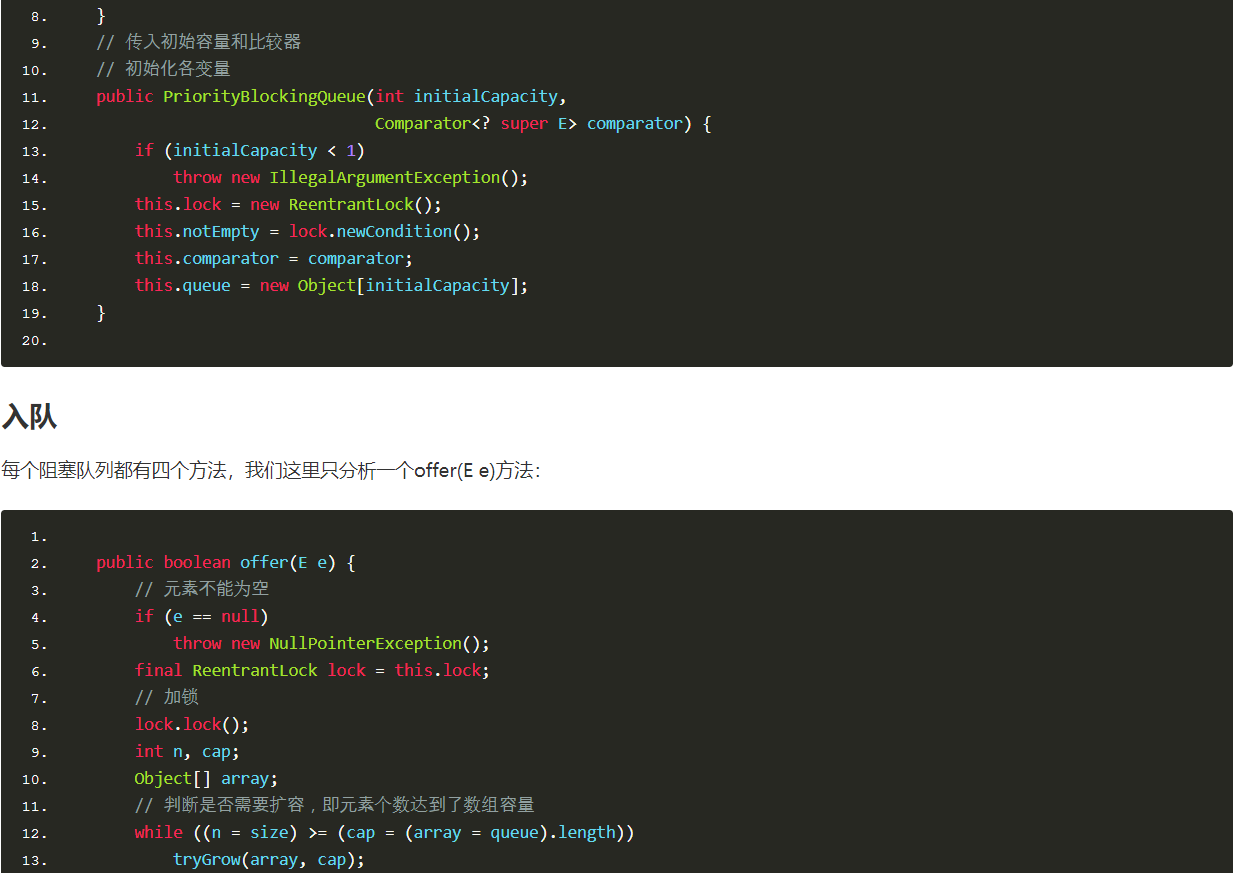 8. }
9. // 传入初始容量和比较器
10. // 初始化各变量
11. public PriorityBlockingQueue(int initialCapacity,
12. Comparator<? super E> comparator) {
13. if (initialCapacity < 1)
14. throw new IllegalArgumentException();
15. this.lock = new ReentrantLock();
16. this.notEmpty = lock.newCondition();
17. this.comparator = comparator;
18. this.queue = new Object[initialCapacity];
19. }
20.
入队
每个阻塞队列都有四个方法，我们这里只分析一个offer(E e)方法：
1.
2. public boolean offer(E e) {
3. // 元素不能为空
4. if (e == null)
5. throw new NullPointerException();
6. final ReentrantLock lock = this.lock;
7. // 加锁
8. lock.lock();
9. int n, cap;
10. Object[] array;
11. // 判断是否需要扩容，即元素个数达到了数组容量
12. while ((n = size) >= (cap = (array = queue).length))
13. tryGrow(array, cap);